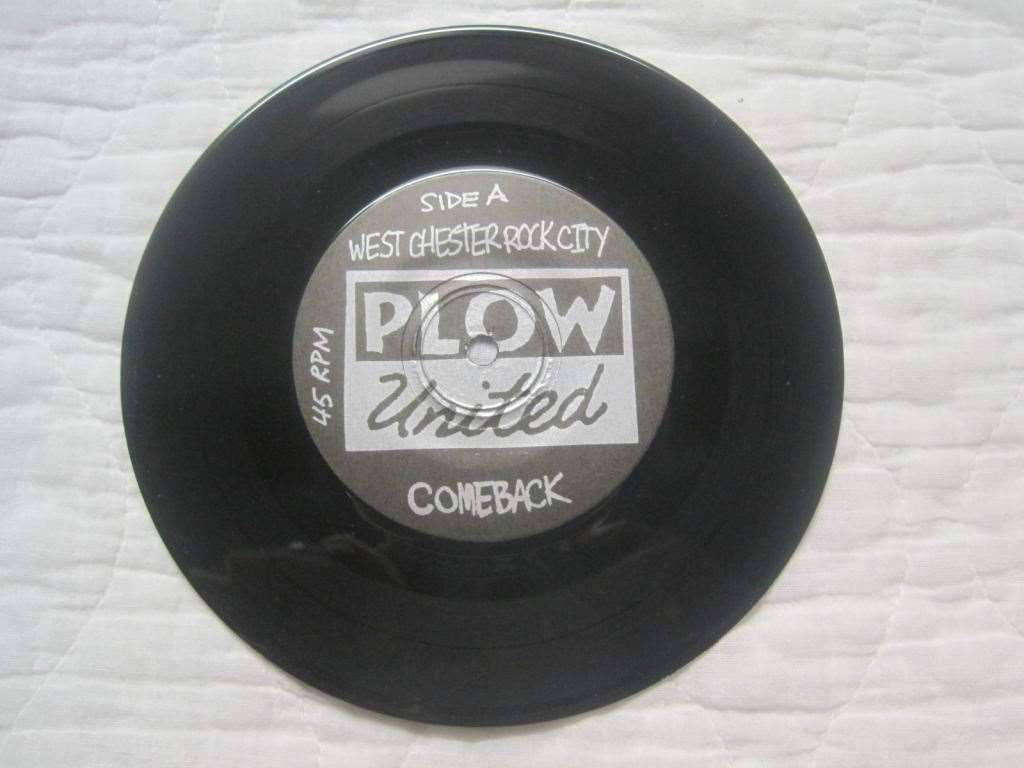 SIDE A
WEST CHESTER ROCK CITY
PLOW
United
45 RPM
COMEBACK